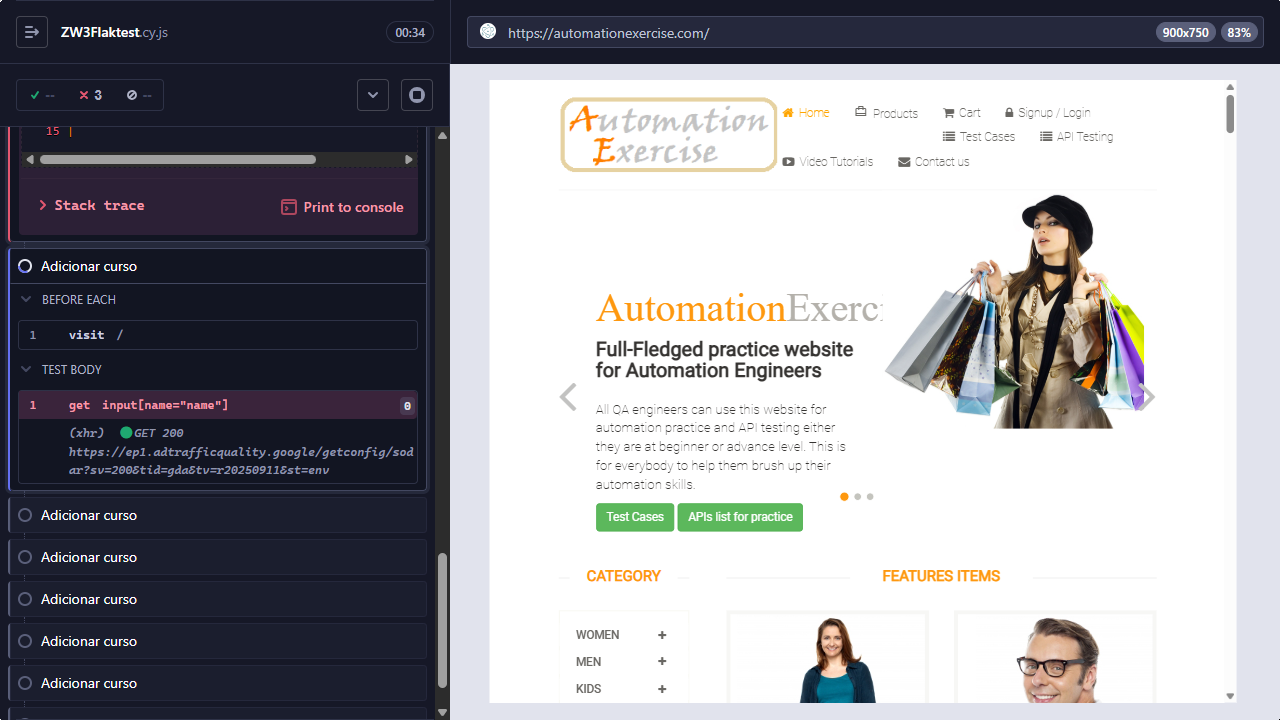 ZW3Flaktest.cy.js
00:34
https://automationexercise.com/
900x750
83%
--
3
--
15
Stack trace
Print to console
Adicionar curso
BEFORE EACH
1 visit /
TEST BODY
1 get input[name="name"] 0
(xhr) GET 200
https://ep1.adtrafficquality.google/getconfig/sod
ar?sv=200&tid=gda&tv=r20250911&st=env
Adicionar curso
Adicionar curso
Adicionar curso
Adicionar curso
Adicionar curso
Automation
Exercise
Home
Products
Cart
Signup / Login
Test Cases
API Testing
Video Tutorials
Contact us
AutomationExerci
Full-Fledged practice website
for Automation Engineers
All QA engineers can use this website for
automation practice and API testing either
they are at beginner or advance level. This is
for everybody to help them brush up their
automation skills.
Test Cases
APIs list for practice
CATEGORY
FEATURES ITEMS
WOMEN
MEN
KIDS